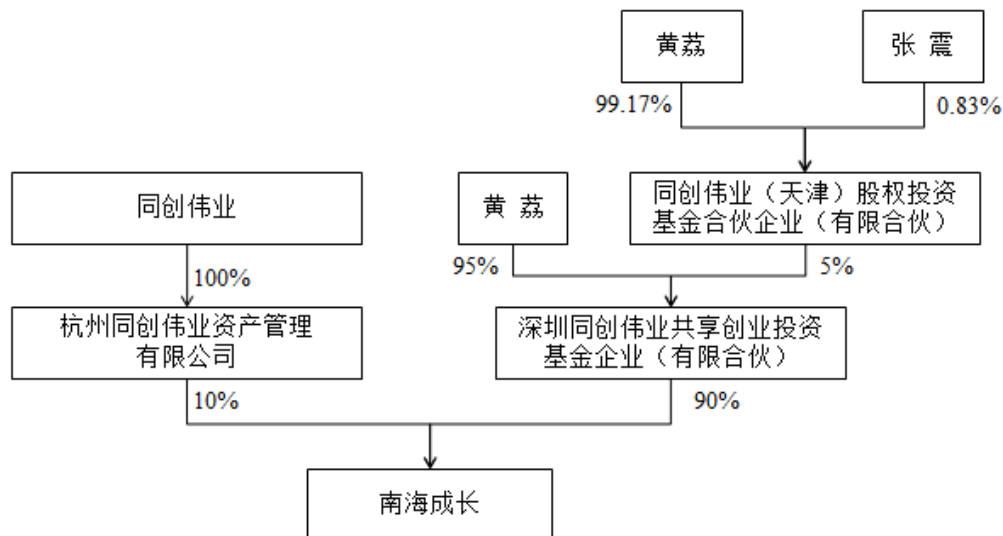 黄荔
张 震
99.17%
0.83%
同创伟业
黄 荔
同创伟业（天津）股权投资
基金合伙企业（有限合伙）
100%
95%
5%
杭州同创伟业资产管理
有限公司
深圳同创伟业共享创业投资
基金企业（有限合伙）
10%
90%
南海成长